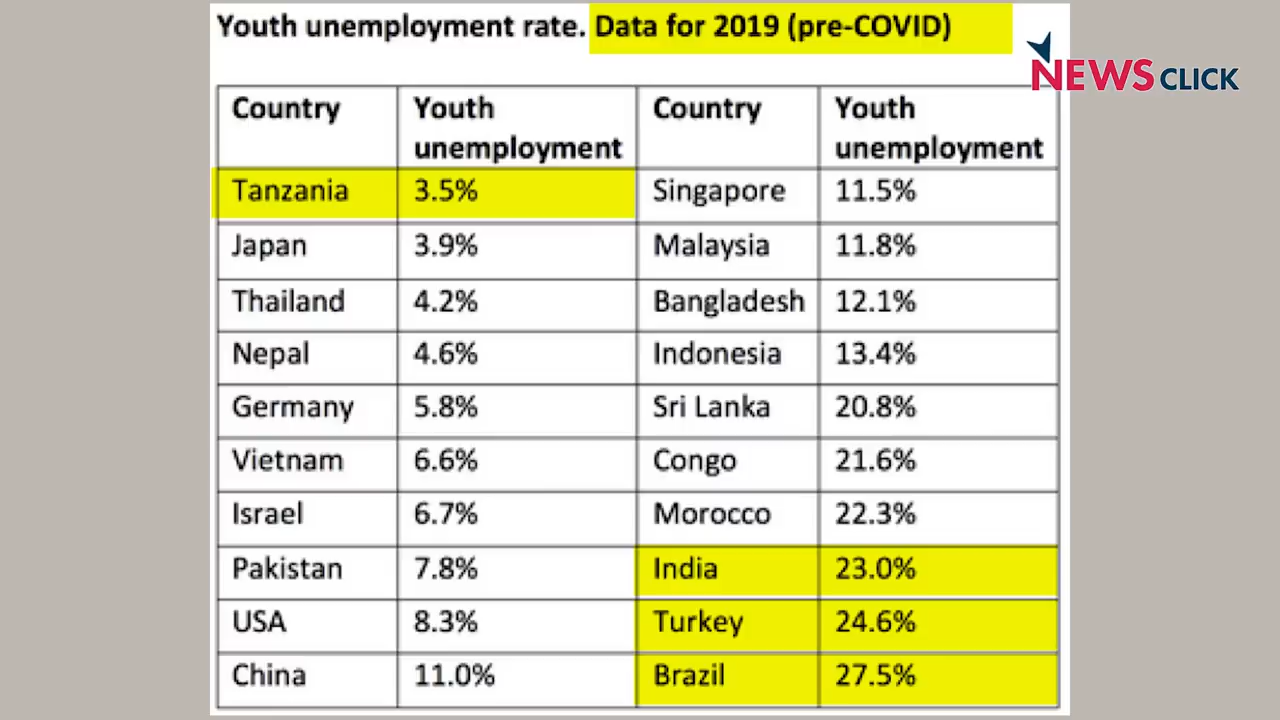 Youth unemployment rate. Data for 2019 (pre-COVID)
NEWSCLICK
Country Youth unemployment Country Youth unemployment
Tanzania 3.5% Singapore 11.5%
Japan 3.9% Malaysia 11.8%
Thailand 4.2% Bangladesh 12.1%
Nepal 4.6% Indonesia 13.4%
Germany 5.8% Sri Lanka 20.8%
Vietnam 6.6% Congo 21.6%
Israel 6.7% Morocco 22.3%
Pakistan 7.8% India 23.0%
USA 8.3% Turkey 24.6%
China 11.0% Brazil 27.5%